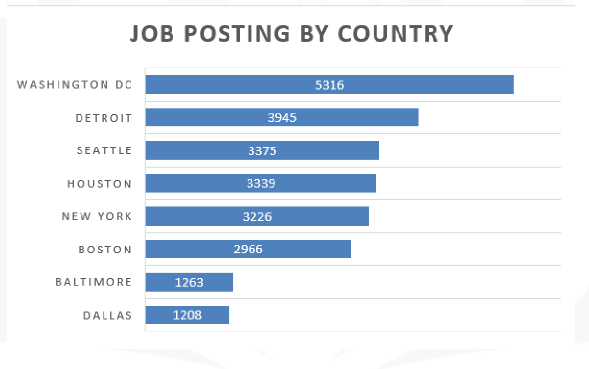 JOB POSTING BY COUNTRY
WASHINGTON DC 5316
DETROIT 3945
SEATTLE 3375
HOUSTON 3339
NEW YORK 3226
BOSTON 2966
BALTIMORE 1263
DALLAS 1208